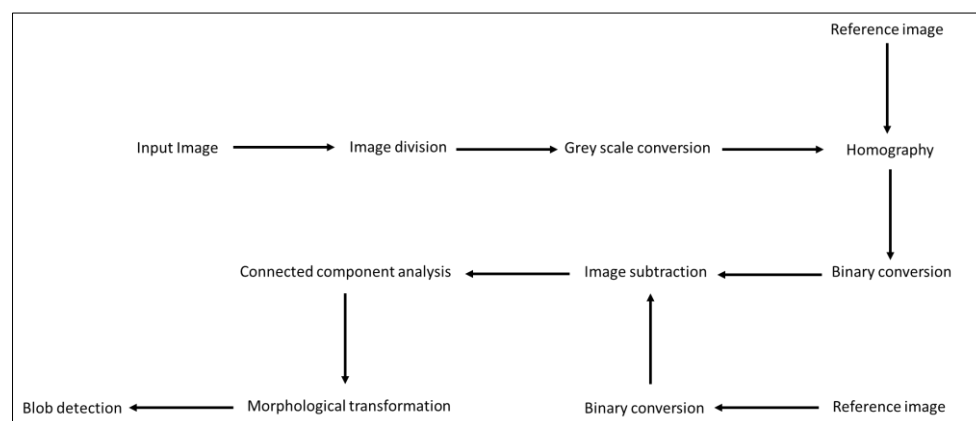 Reference image
Input Image
Image division
Grey scale conversion
Homography
Connected component analysis
Image subtraction
Binary conversion
Blob detection
Morphological transformation
Binary conversion
Reference image